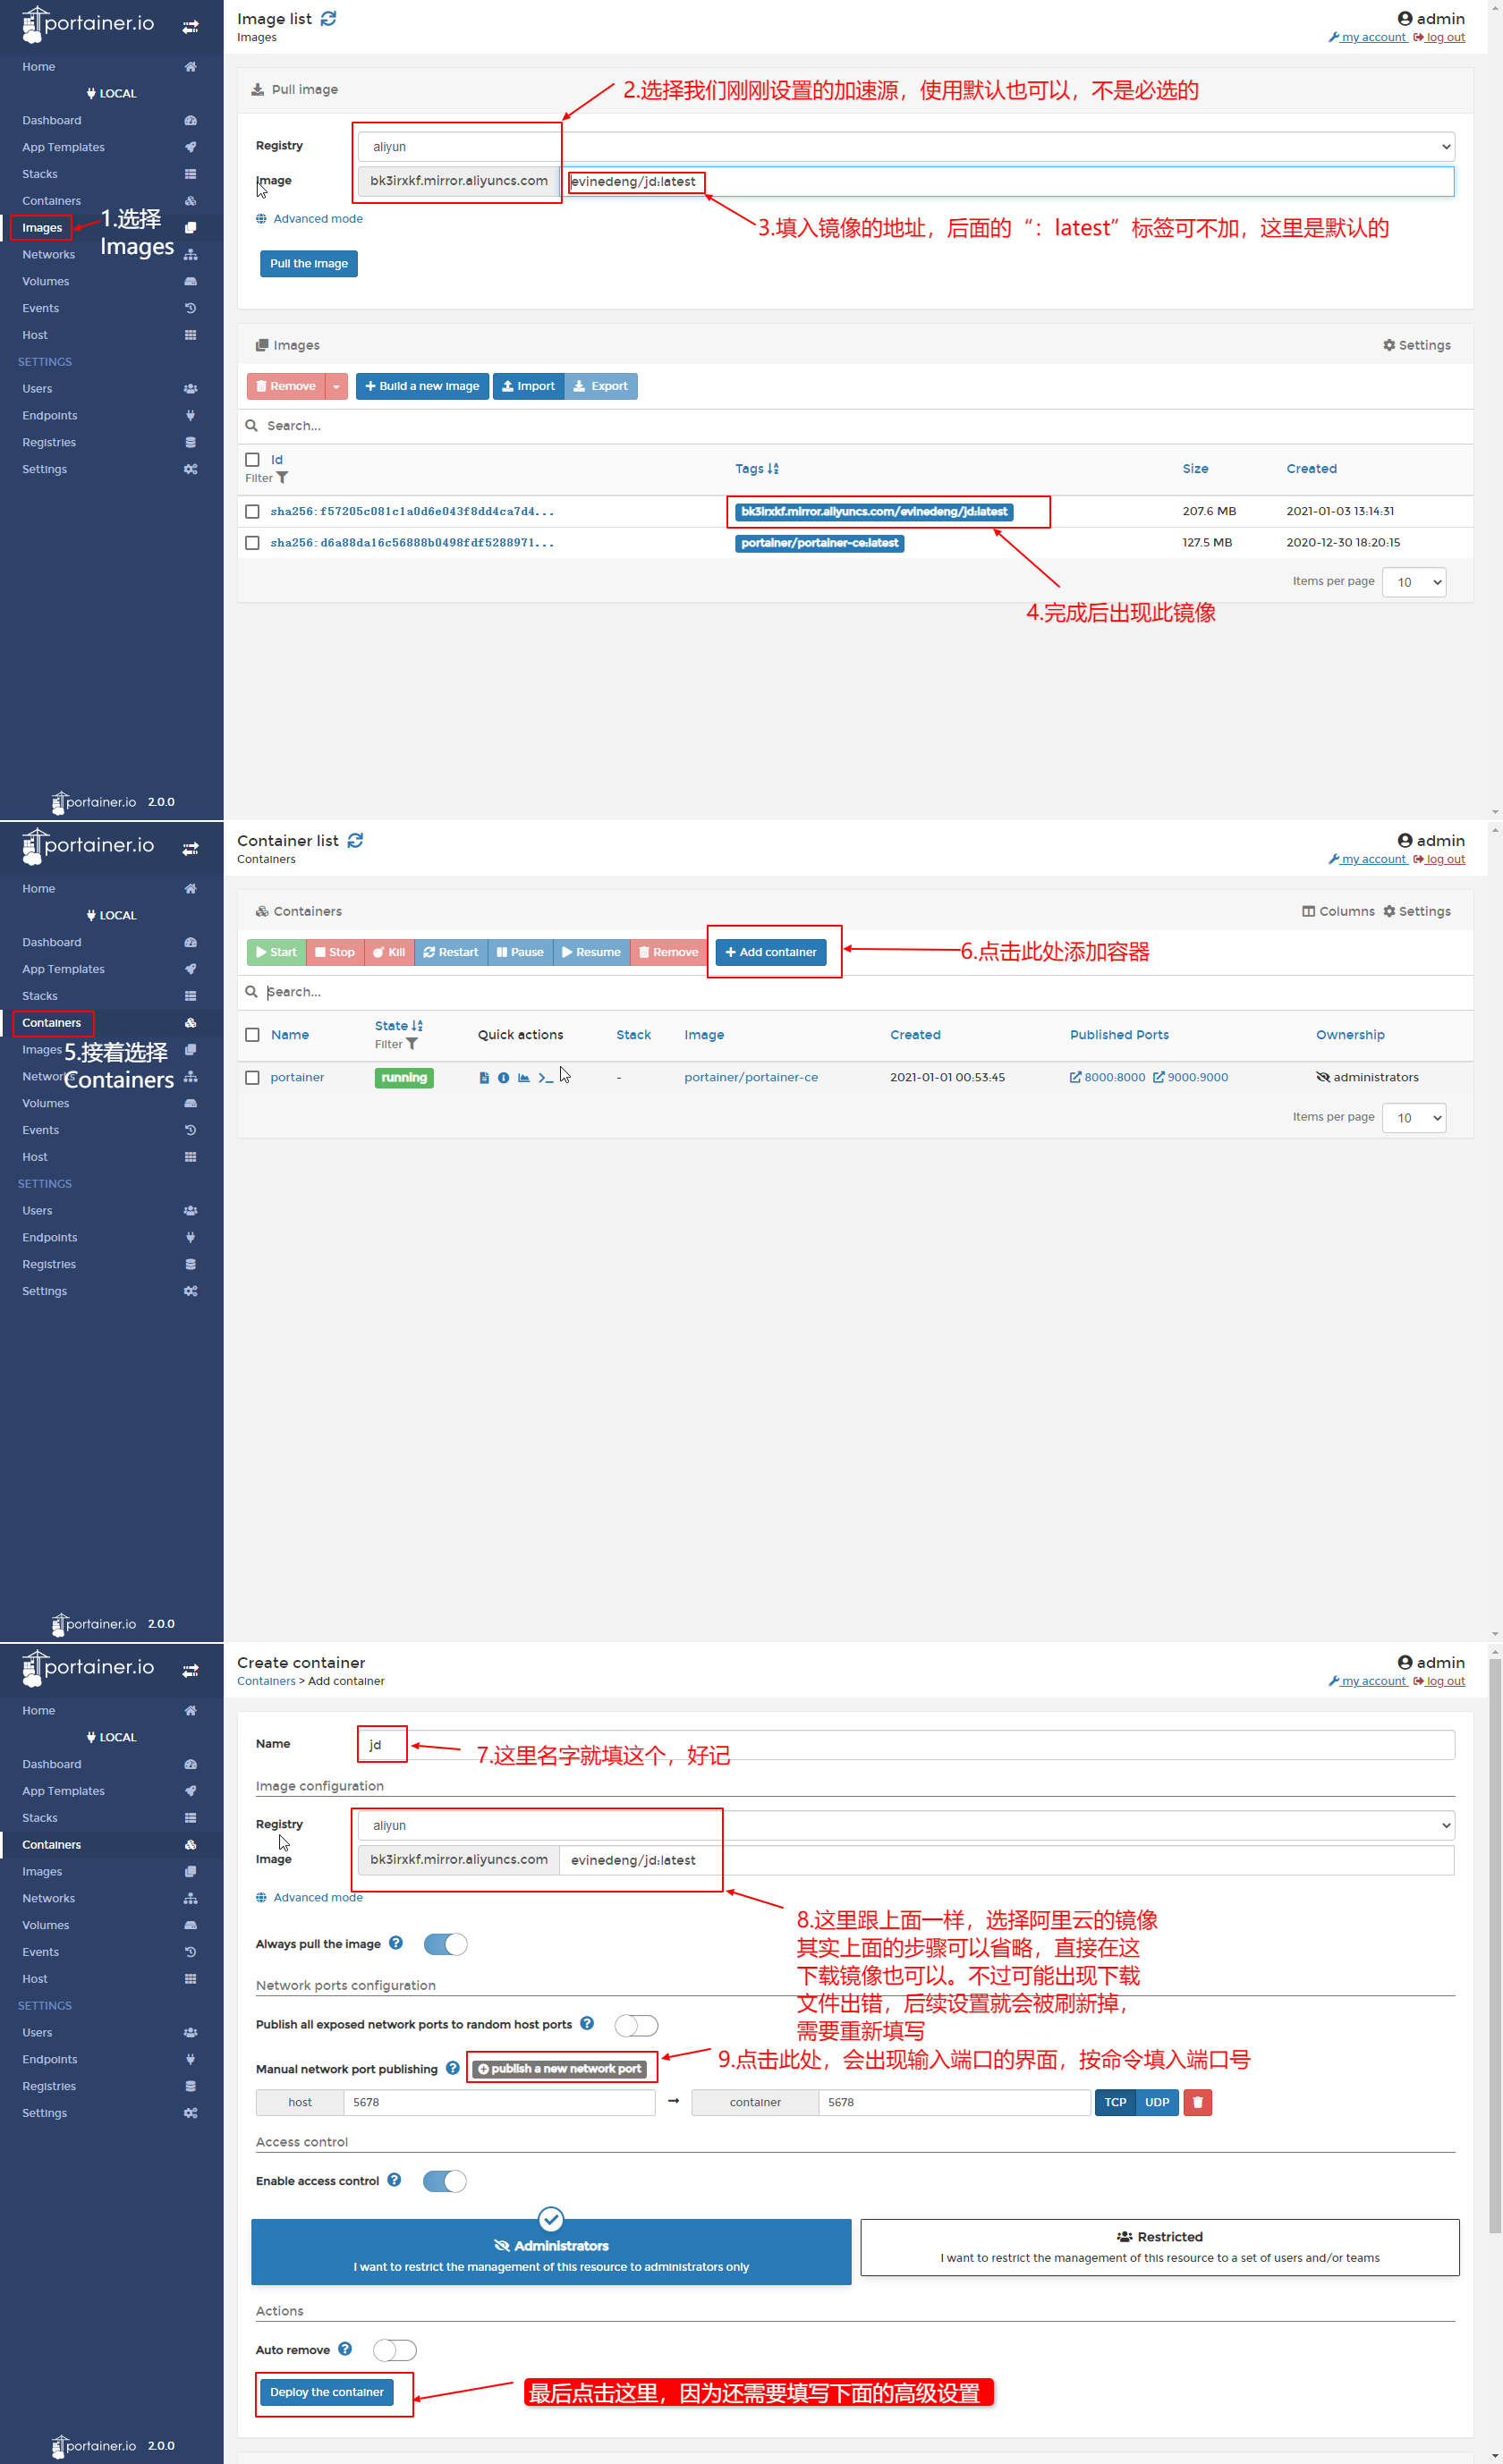 portainer.io
Home
LOCAL
Dashboard
App Templates
Stacks
Containers
Images
Networks
Volumes
Events
Host
SETTINGS
Users
Endpoints
Registries
Settings
portainer.io 2.0.0
1.选择
Images
Image list
Images
admin
my account log out
Pull image
2.选择我们刚刚设置的加速源，使用默认也可以，不是必选的
Registry
aliyun
Image
bk3irxkf.mirror.aliyuncs.com
evinedeng/jd:latest
Advanced mode
3.填入镜像的地址，后面的“：latest”标签可不加，这里是默认的
Pull the image
Images
Settings
Remove
Build a new image
Import
Export
Search...
Id
Filter
Tags
Size
Created
sha256:f57205c081c1a0d6e043f8dd4ca7d4...
bk3irxkf.mirror.aliyuncs.com/evinedeng/jd:latest
207.6 MB
2021-01-03 13:14:31
sha256:d6a88da16c56888b0498fdf5288971...
portainer/portainer-ce:latest
127.5 MB
2020-12-30 18:20:15
Items per page 10
4.完成后出现此镜像
portainer.io
Home
LOCAL
Dashboard
App Templates
Stacks
Containers
Images
Networks
Volumes
Events
Host
SETTINGS
Users
Endpoints
Registries
Settings
portainer.io 2.0.0
5.接着选择
Containers
Container list
Containers
admin
my account log out
Containers
Columns
Settings
Start
Stop
Kill
Restart
Pause
Resume
Remove
Add container
6.点击此处添加容器
Search...
Name
State
Filter
Quick actions
Stack
Image
Created
Published Ports
Ownership
portainer
running
-
portainer/portainer-ce
2021-01-01 00:53:45
8000:8000 9000:9000
administrators
Items per page 10
portainer.io
Home
LOCAL
Dashboard
App Templates
Stacks
Containers
Images
Networks
Volumes
Events
Host
SETTINGS
Users
Endpoints
Registries
Settings
portainer.io 2.0.0
Create container
Containers > Add container
admin
my account log out
Name
jd
7.这里名字就填这个，好记
Image configuration
Registry
aliyun
Image
bk3irxkf.mirror.aliyuncs.com
evinedeng/jd:latest
Advanced mode
8.这里跟上面一样，选择阿里云的镜像
其实上面的步骤可以省略，直接在这
下载镜像也可以。不过可能出现下载
文件出错，后续设置就会被刷新掉，
需要重新填写
Always pull the image
Network ports configuration
Publish all exposed network ports to random host ports
Manual network port publishing
publish a new network port
9.点击此处，会出现输入端口的界面，按命令填入端口号
host
5678
→
container
5678
TCP
UDP
Access control
Enable access control
Administrators
I want to restrict the management of this resource to administrators only
Restricted
I want to restrict the management of this resource to a set of users and/or teams
Actions
Auto remove
Deploy the container
最后点击这里，因为还需要填写下面的高级设置